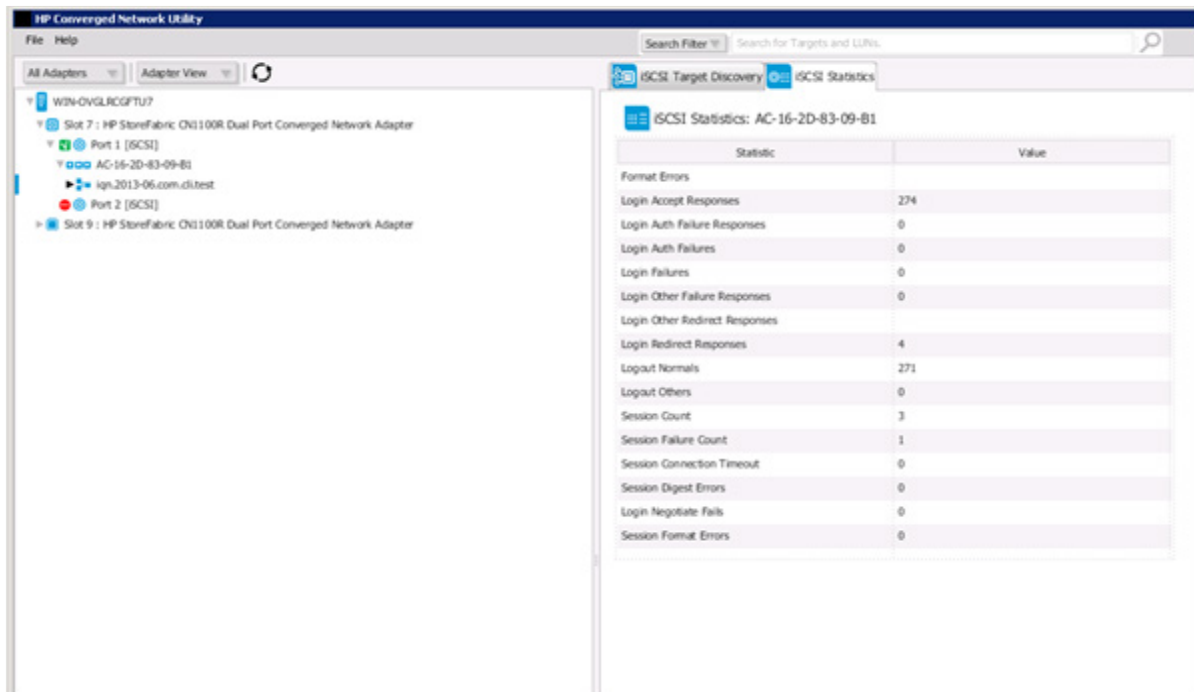 HP Converged Network Utility
File Help
Search Filter Search for Targets and LUNs.
All Adapters Adapter View
WIN-OVGLRCGFTU7
Slot 7 : HP StoreFabric CN1100R Dual Port Converged Network Adapter
Port 1 [iSCSI]
AC-16-2D-83-09-B1
iqn.2013-06.com.cli.test
Port 2 [iSCSI]
Slot 9 : HP StoreFabric CN1100R Dual Port Converged Network Adapter
iSCSI Target Discovery iSCSI Statistics
iSCSI Statistics: AC-16-2D-83-09-B1
Statistic Value
Format Errors
Login Accept Responses 274
Login Auth Failure Responses 0
Login Auth Failures 0
Login Failures 0
Login Other Failure Responses 0
Login Other Redirect Responses
Login Redirect Responses 4
Logout Normals 271
Logout Others 0
Session Count 3
Session Failure Count 1
Session Connection Timeout 0
Session Digest Errors 0
Login Negotiate Fails 0
Session Format Errors 0